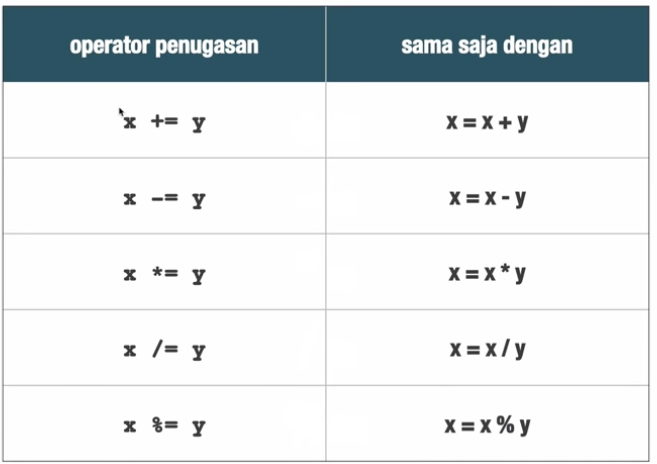 operator penugasan sama saja dengan
x += y x = x + y
x -= y x = x - y
x *= y x = x * y
x /= y x = x / y
x %= y x = x % y